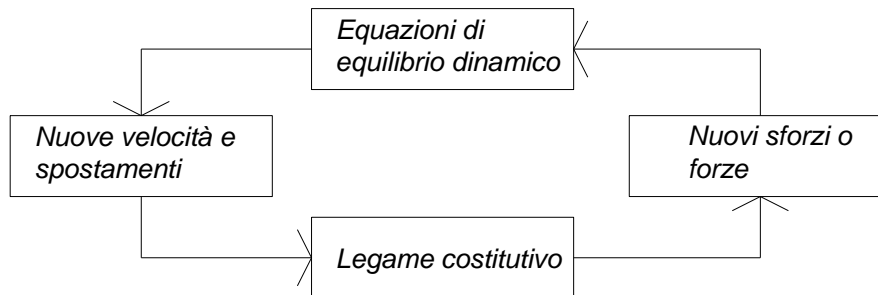 Equazioni di
equilibrio dinamico
Nuove velocità e
spostamenti
Nuovi sforzi o
forze
Legame costitutivo